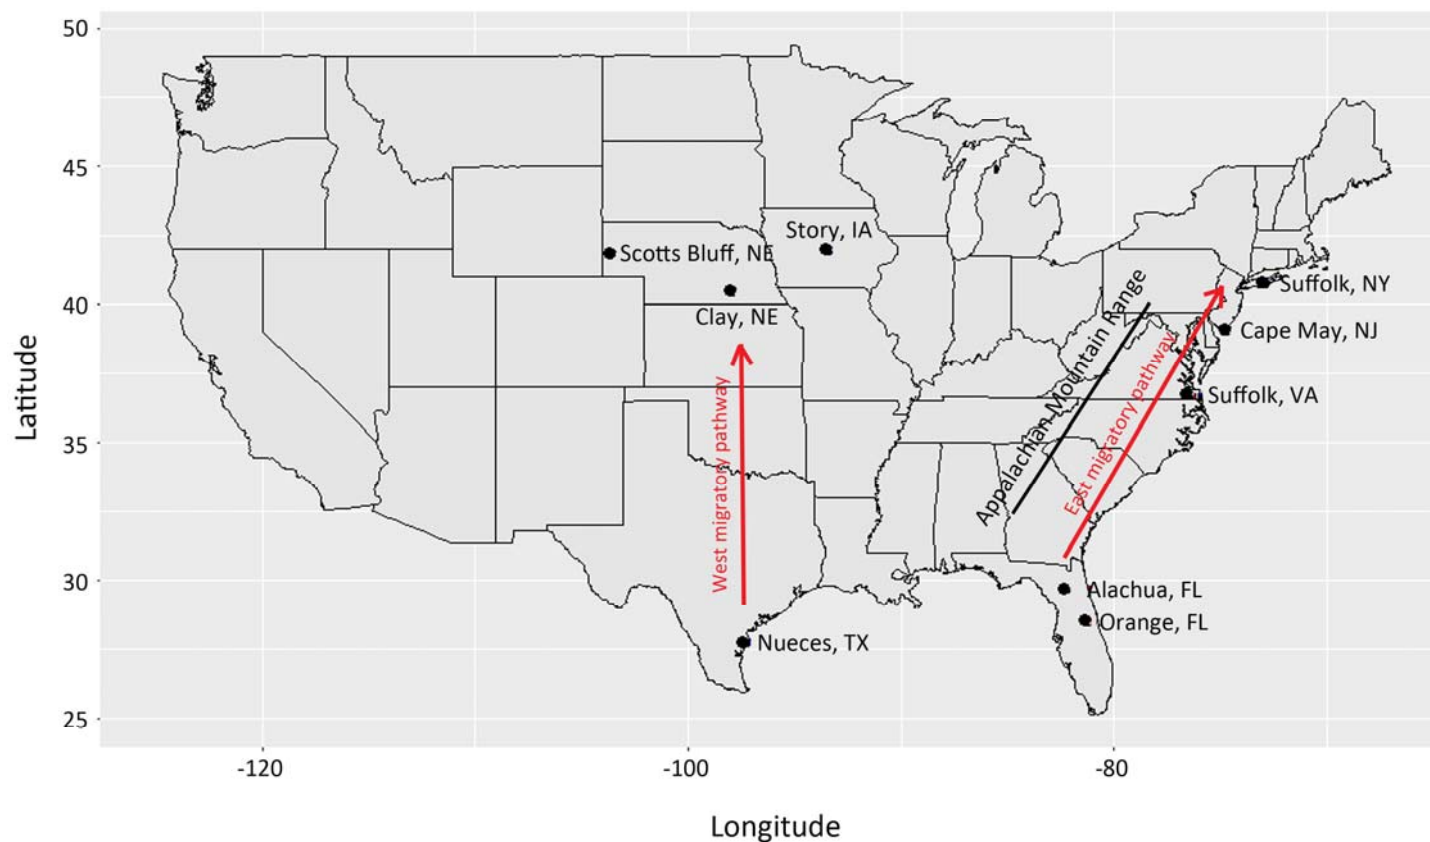 50
45
40
35
30
25
Latitude
Story, IA
Scotts Bluff, NE
Clay, NE
Suffolk, NY
Cape May, NJ
Suffolk, VA
Appalachian Mountain Range
East migratory pathway
West migratory pathway
Alachua, FL
Orange, FL
Nueces, TX
-120
-100
-80
Longitude